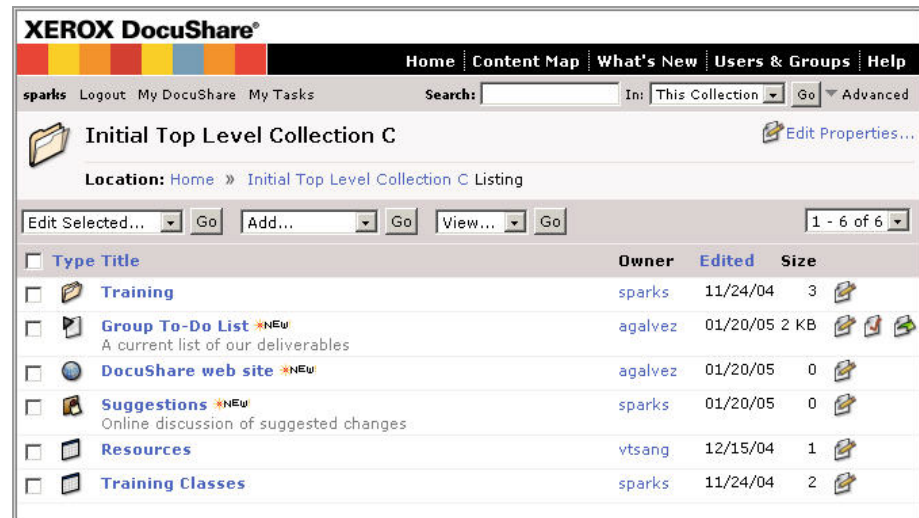 XEROX DocuShare®
Home Content Map What's New Users & Groups Help
sparks Logout My DocuShare My Tasks Search: In: This Collection Go Advanced
Initial Top Level Collection C Edit Properties...
Location: Home » Initial Top Level Collection C Listing
Edit Selected... Go Add... Go View... Go 1 - 6 of 6
Type Title Owner Edited Size
Training sparks 11/24/04 3
Group To-Do List NEW agalvez 01/20/05 2 KB
A current list of our deliverables
DocuShare web site NEW agalvez 01/20/05 0
Suggestions NEW sparks 01/20/05 0
Online discussion of suggested changes
Resources vtsang 12/15/04 1
Training Classes sparks 11/24/04 2